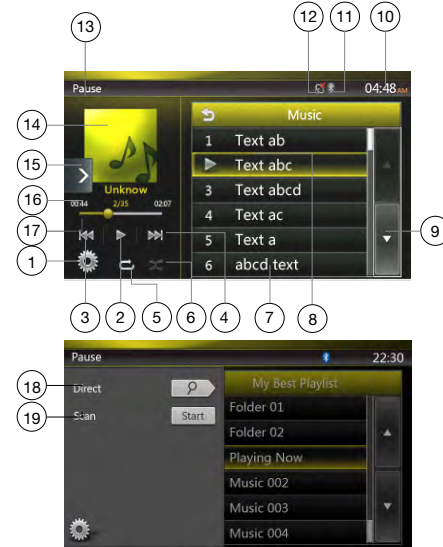 12 11 10
13
Pause 04:48 AM
14
Music
1 Text ab
15
Text abc
Unknow
16
00:44 2/35 02:07
3 Text abcd
4 Text ac
17
9
5 Text a
1
6 abcd text
3 2 5 6 4 7 8
Pause 22:30
18
Direct
My Best Playlist
19
Scan Start
Folder 01
Folder 02
Playing Now
Music 002
Music 003
Music 004